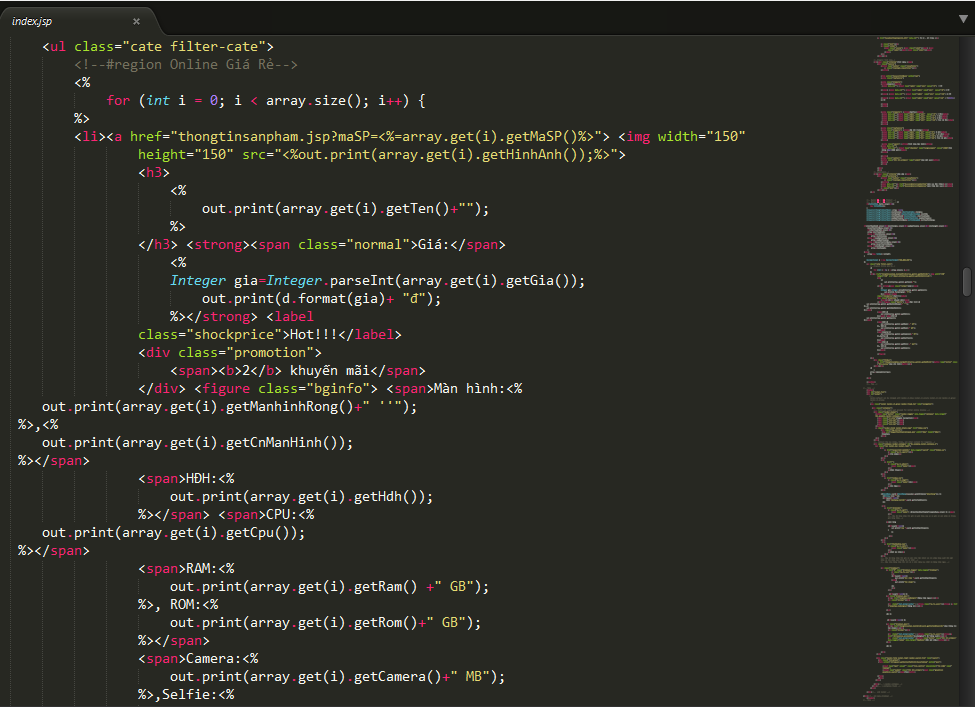 index.jsp ×
<ul class="cate filter-cate">
<!--#region Online Giá Rẻ-->
<%
for (int i = 0; i < array.size(); i++) {
%>
<li><a href="thongtinsanpham.jsp?maSP=<%=array.get(i).getMaSP()%>"> <img width="150"
height="150" src="<%out.print(array.get(i).getHinhAnh());%>">
<h3>
<%
out.print(array.get(i).getTen()+"");
%>
</h3> <strong><span class="normal">Giá:</span>
<%
Integer gia=Integer.parseInt(array.get(i).getGia());
out.print(d.format(gia)+ "đ");
%></strong> <label
class="shockprice">Hot!!!</label>
<div class="promotion">
<span><b>2</b> khuyến mãi</span>
</div> <figure class="bginfo"> <span>Màn hình:<%
out.print(array.get(i).getManhinhRong()+" ''");
%>,<%
out.print(array.get(i).getCnManHinh());
%></span>
<span>HĐH:<%
out.print(array.get(i).getHdh());
%></span> <span>CPU:<%
out.print(array.get(i).getCpu());
%></span>
<span>RAM:<%
out.print(array.get(i).getRam() +" GB");
%>, ROM:<%
out.print(array.get(i).getRom()+" GB");
%></span>
<span>Camera:<%
out.print(array.get(i).getCamera()+" MB");
%>,Selfie:<%